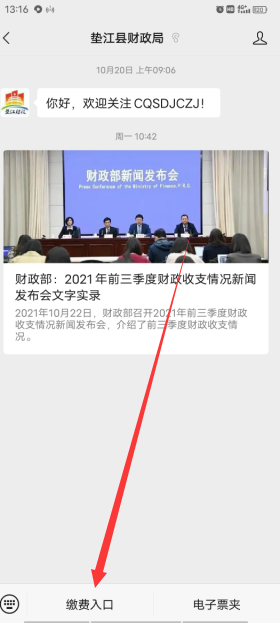 13:16
垫江县财政局
10月20日 上午09:06
你好，欢迎关注 CQSDJCZJ！
周一 10:42
财政部新闻发布会
Press Conference of the Ministry of Finance,P.R.C
财政部：2021年前三季度财政收支情况新闻
发布会文字实录
2021年10月22日，财政部召开2021年前三季度财政
收支情况新闻发布会，介绍了前三季度财政收支情
况。
缴费入口
电子票夹